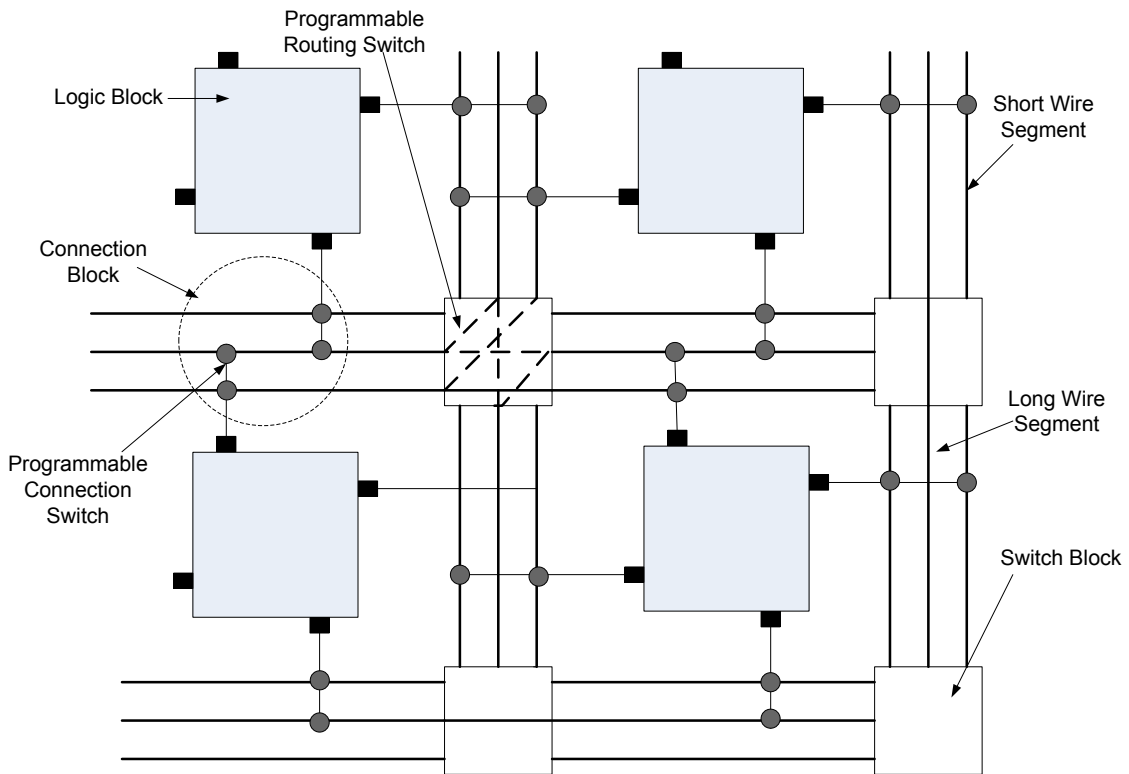 Programmable
Routing Switch
Logic Block
Short Wire
Segment
Connection
Block
Long Wire
Segment
Programmable
Connection
Switch
Switch Block